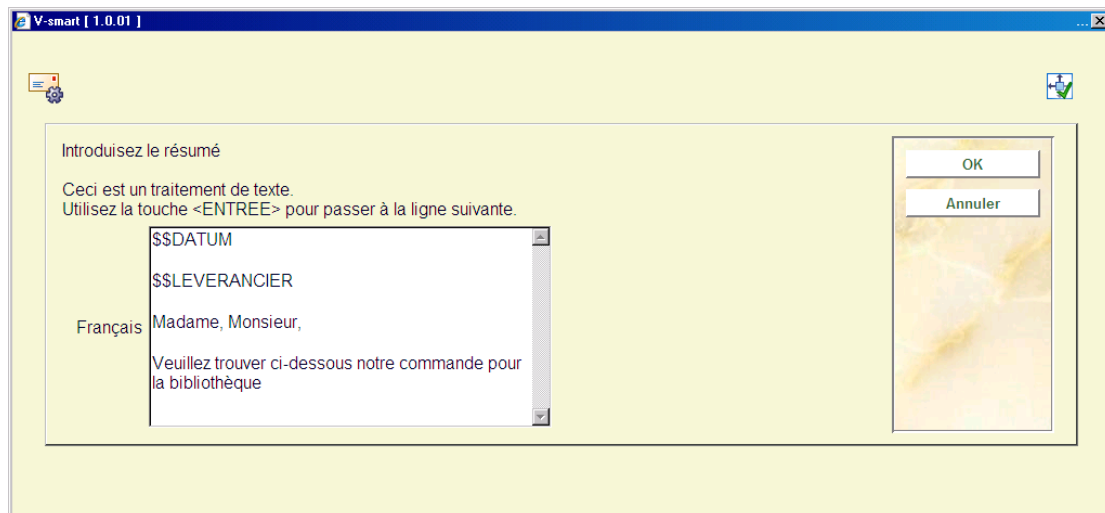 V-smart [ 1.0.01 ]
...
Introduisez le résumé
OK
Ceci est un traitement de texte.
Utilisez la touche <ENTREE> pour passer à la ligne suivante.
Annuler
$$DATUM
$$LEVERANCIER
Français
Madame, Monsieur,
Veuillez trouver ci-dessous notre commande pour
la bibliothèque